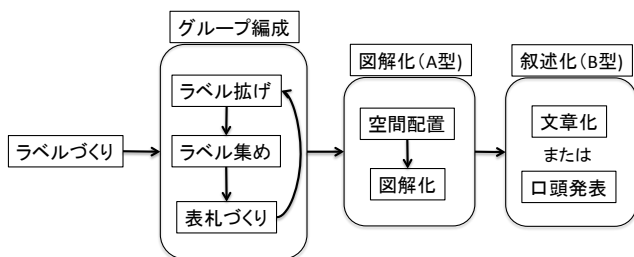 グループ編成
ラベル拡げ
ラベルづくり
ラベル集め
表札づくり
図解化(A型)
空間配置
図解化
叙述化(B型)
文章化
または
口頭発表